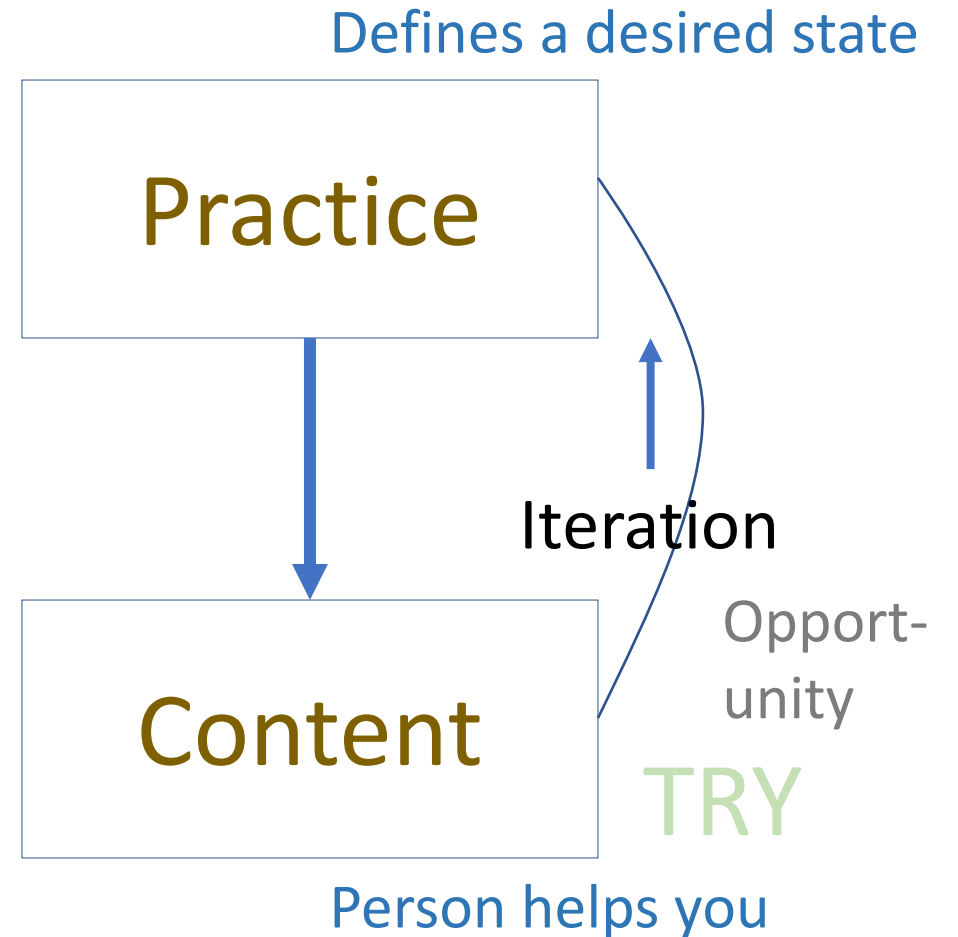 Defines a desired state
Practice
Iteration
Opport-
unity
Content
TRY
Person helps you